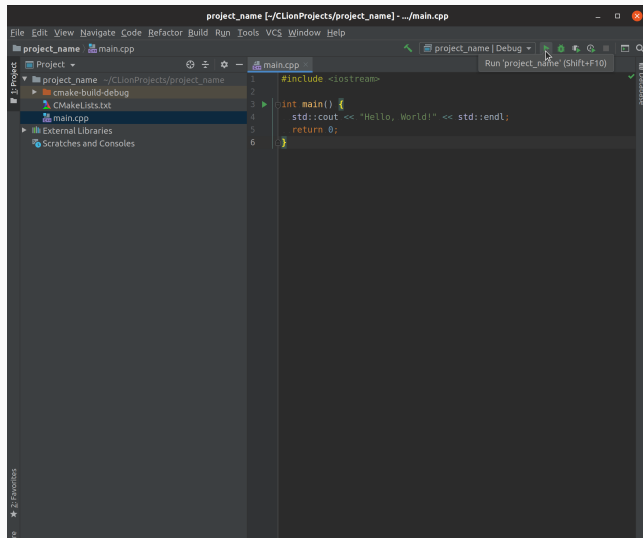 project_name [~/CLionProjects/project_name] - .../main.cpp
File Edit View Navigate Code Refactor Build Run Tools VCS Window Help
project_name main.cpp project_name | Debug
1: Project Project main.cpp Run 'project_name' (Shift+F10) Database
project_name ~/CLionProjects/project_name
cmake-build-debug
CMakeLists.txt
main.cpp
External Libraries
Scratches and Consoles
1 #include <iostream>
2
3 int main() {
4 std::cout << "Hello, World!" << std::endl;
5 return 0;
6 }
2: Favorites